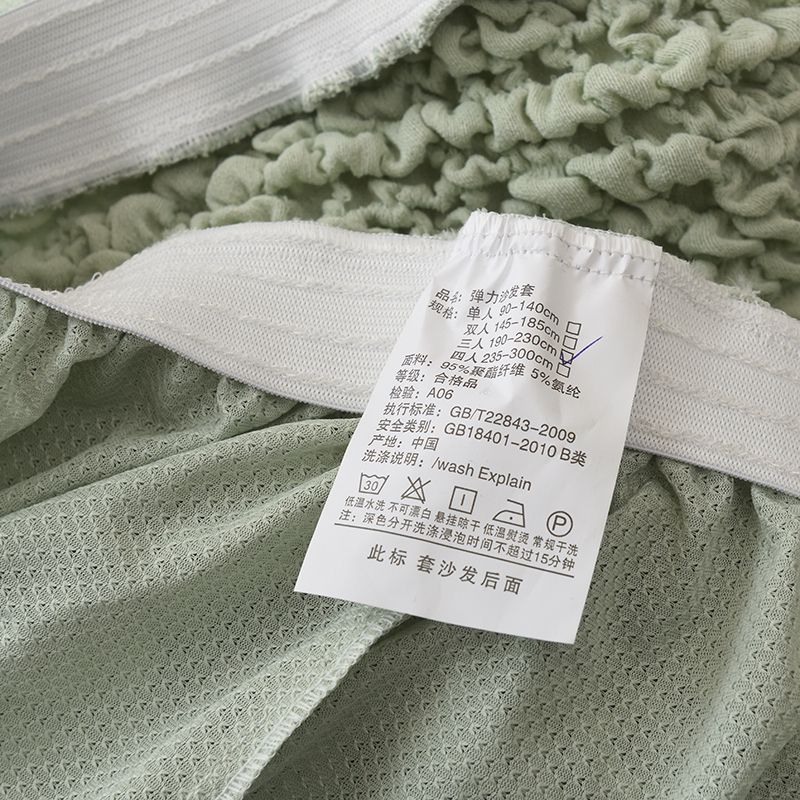 品名: 弹力沙发套
规格: 单人 90-140cm
双人 145-185cm
三人 190-230cm
四人 235-300cm
面料: 95%聚酯纤维 5%氨纶
等级: 合格品
检验: A06
执行标准: GB/T22843-2009
安全类别: GB18401-2010 B类
产地: 中国
洗涤说明: /wash Explain
30 P
低温水洗 不可漂白 悬挂晾干 低温熨烫 常规干洗
注: 深色分开洗涤浸泡时间不超过15分钟
此标 套沙发后面